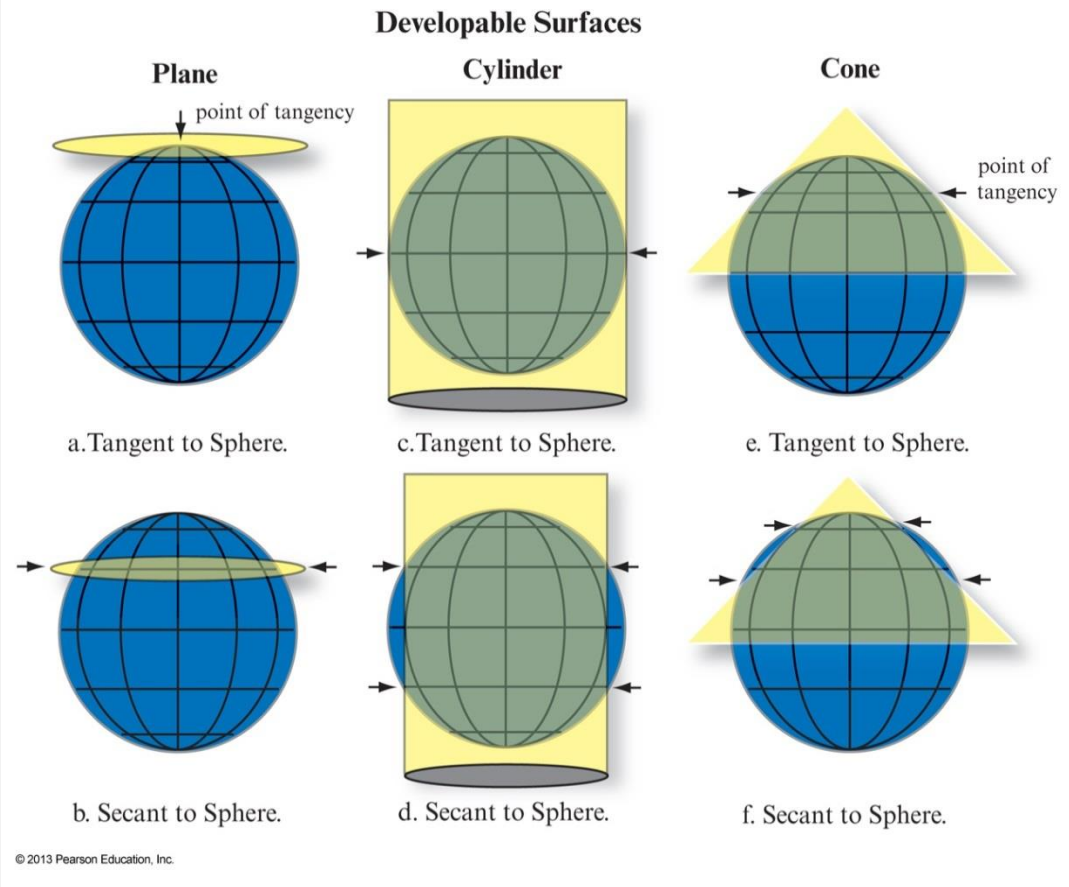 Developable Surfaces
Plane
Cylinder
Cone
point of tangency
point of
tangency
a.Tangent to Sphere.
c.Tangent to Sphere.
e. Tangent to Sphere.
b. Secant to Sphere.
d. Secant to Sphere.
f. Secant to Sphere.
© 2013 Pearson Education, Inc.